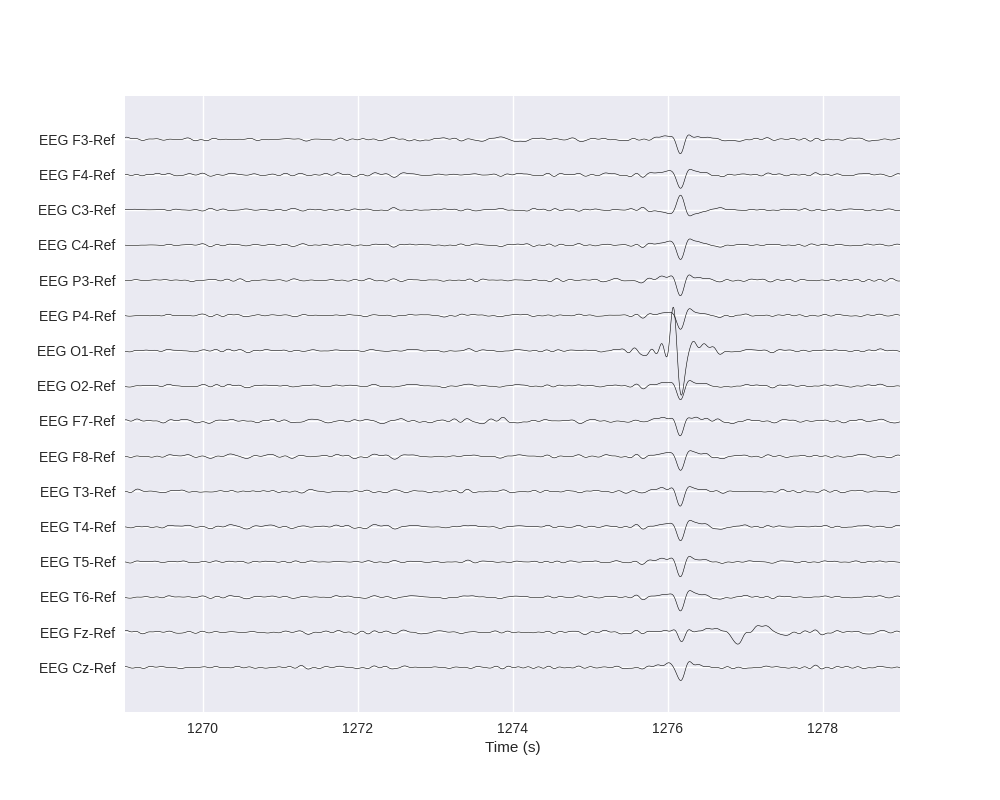 EEG F3-Ref
EEG F4-Ref
EEG C3-Ref
EEG C4-Ref
EEG P3-Ref
EEG P4-Ref
EEG O1-Ref
EEG O2-Ref
EEG F7-Ref
EEG F8-Ref
EEG T3-Ref
EEG T4-Ref
EEG T5-Ref
EEG T6-Ref
EEG Fz-Ref
EEG Cz-Ref
1270 1272 1274 1276 1278
Time (s)